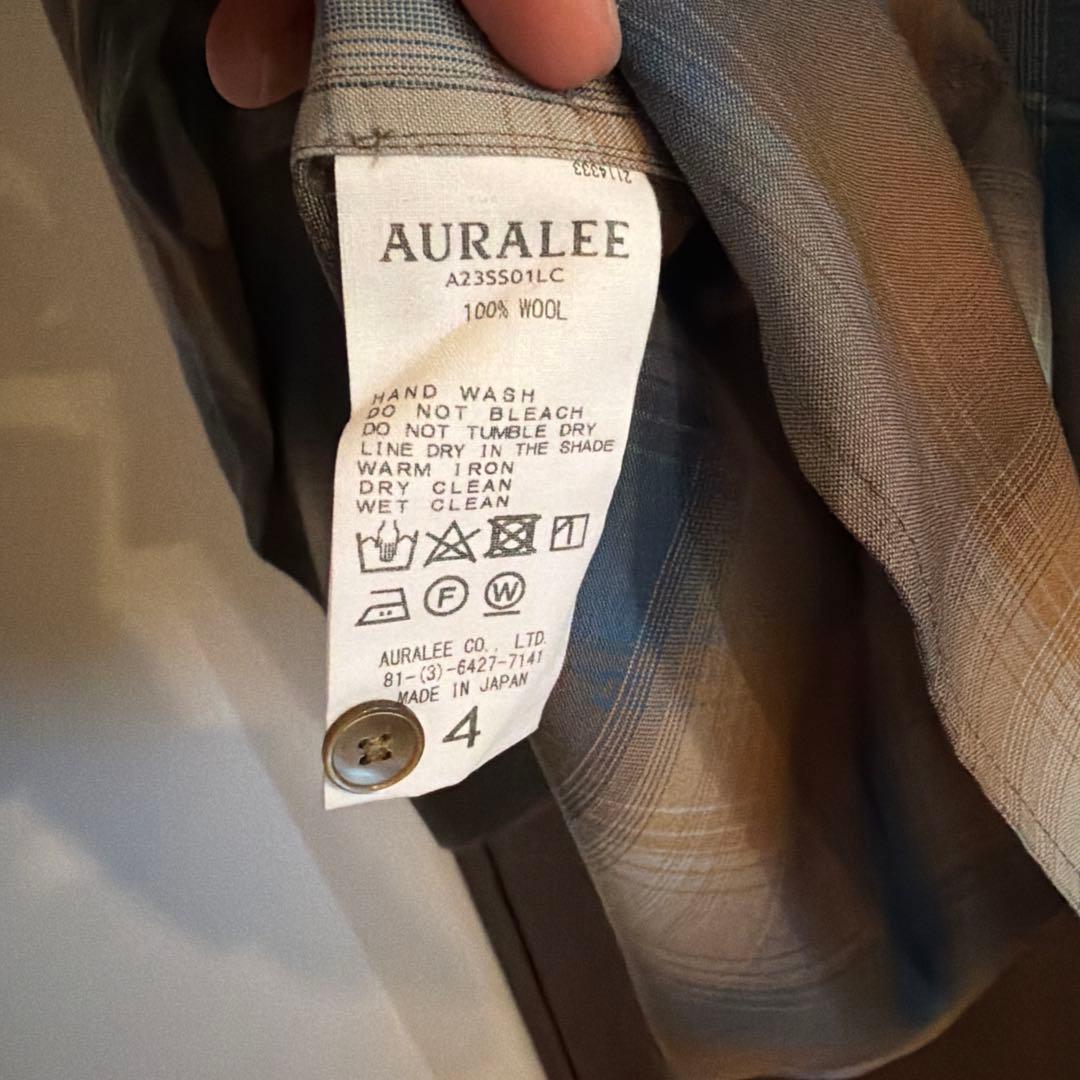 2114333
AURALEE
A23SS01LC
100% WOOL
HAND WASH
DO NOT BLEACH
DO NOT TUMBLE DRY
LINE DRY IN THE SHADE
WARM IRON
DRY CLEAN
WET CLEAN
1
F W
AURALEE CO., LTD.
81-(3)-6427-7141
MADE IN JAPAN
4